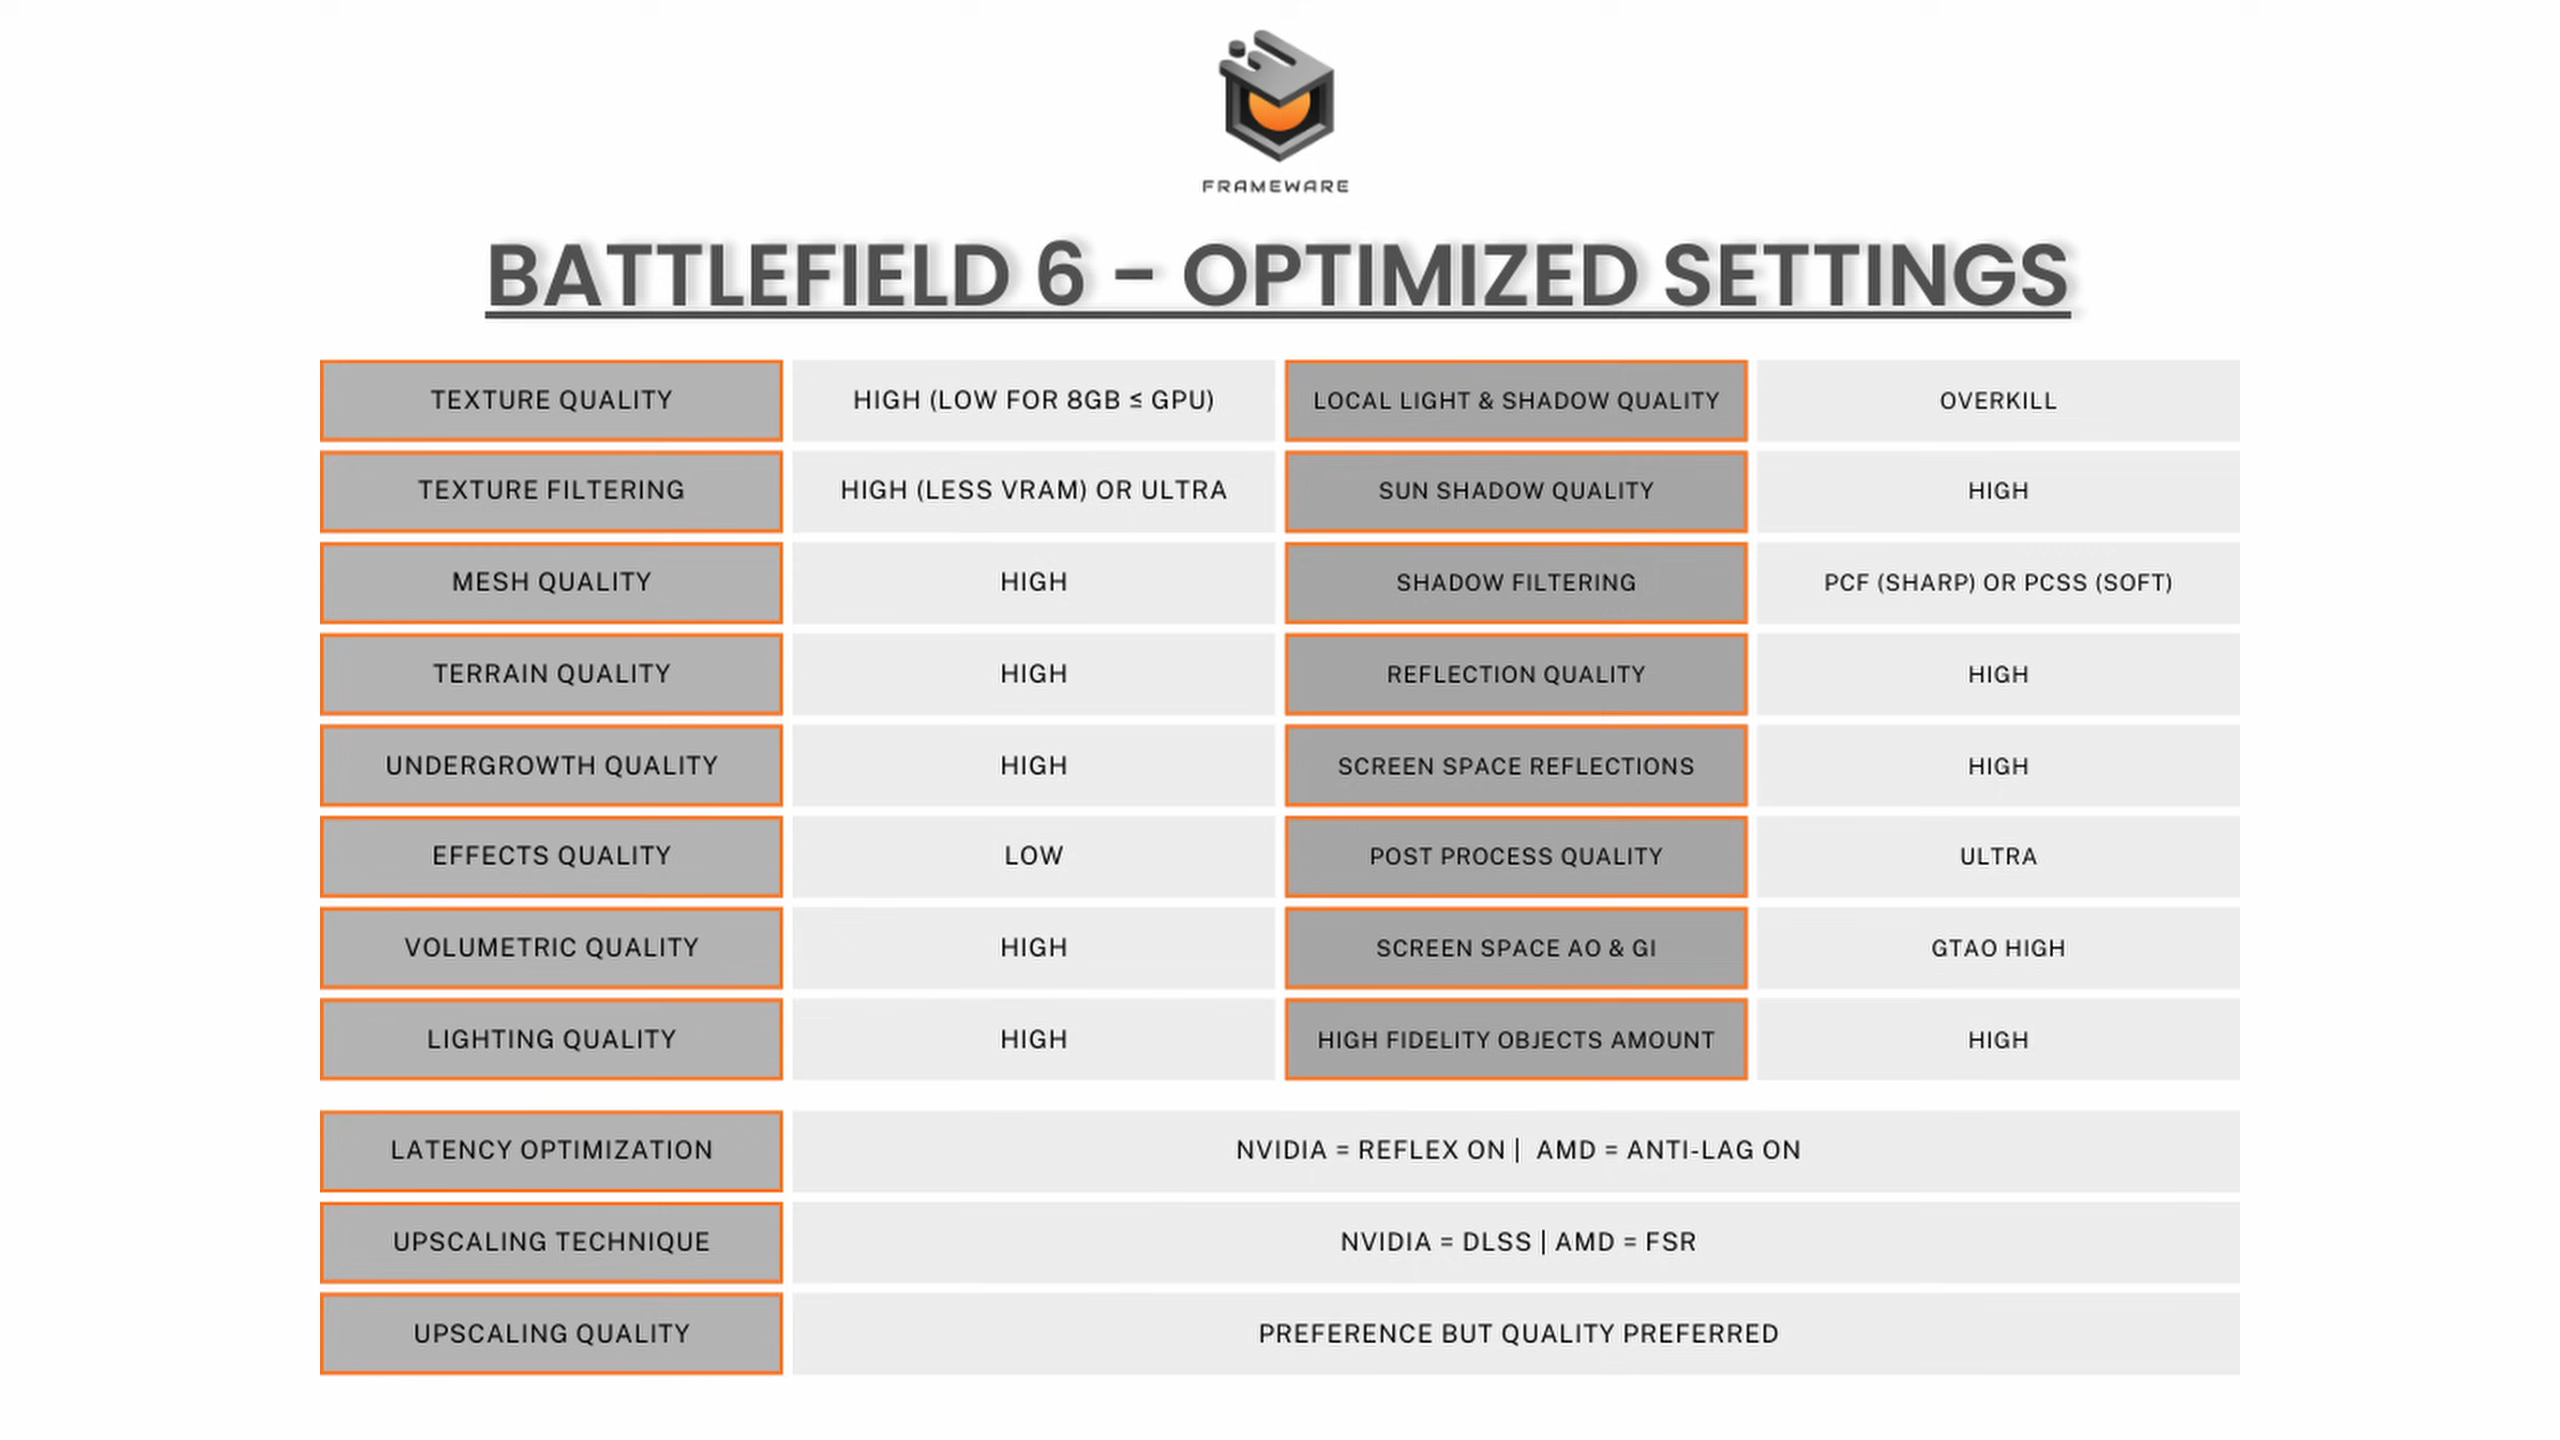 FRAMEWARE
BATTLEFIELD 6 – OPTIMIZED SETTINGS
TEXTURE QUALITY HIGH (LOW FOR 8GB ≤ GPU) LOCAL LIGHT & SHADOW QUALITY OVERKILL
TEXTURE FILTERING HIGH (LESS VRAM) OR ULTRA SUN SHADOW QUALITY HIGH
MESH QUALITY HIGH SHADOW FILTERING PCF (SHARP) OR PCSS (SOFT)
TERRAIN QUALITY HIGH REFLECTION QUALITY HIGH
UNDERGROWTH QUALITY HIGH SCREEN SPACE REFLECTIONS HIGH
EFFECTS QUALITY LOW POST PROCESS QUALITY ULTRA
VOLUMETRIC QUALITY HIGH SCREEN SPACE AO & GI GTAO HIGH
LIGHTING QUALITY HIGH HIGH FIDELITY OBJECTS AMOUNT HIGH
LATENCY OPTIMIZATION NVIDIA = REFLEX ON | AMD = ANTI-LAG ON
UPSCALING TECHNIQUE NVIDIA = DLSS | AMD = FSR
UPSCALING QUALITY PREFERENCE BUT QUALITY PREFERRED